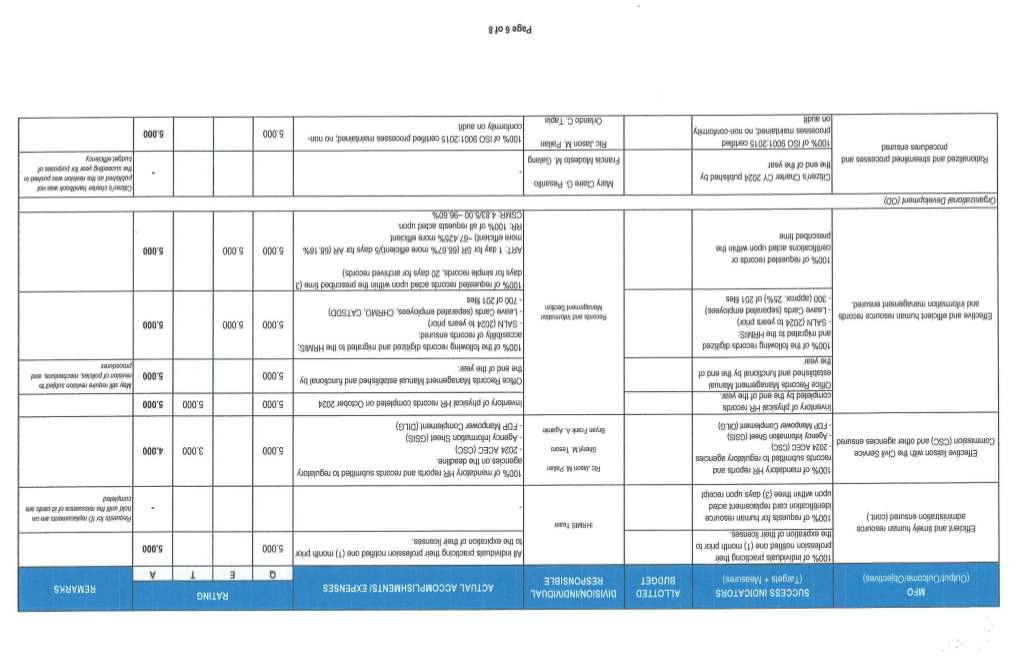 MFO
(Output/Outcome/Objectives)
SUCCESS INDICATORS
(Targets + Measures)
ALLOTTED
BUDGET
DIVISION/INDIVIDUAL
RESPONSIBLE
ACTUAL ACCOMPLISHMENTS/ EXPENSES
RATING
Q
E
T
A
REMARKS
Efficient and timely human resource
administration ensured (cont.)
100% of individuals practicing their
profession notified one (1) month prior to
the expiration of their licenses.
HRMIS Team
All individuals practicing their profession notified one (1) month prior
to the expiration of their licenses.
5.000
5.000
100% of requests for human resource
identification card replacement acted
upon within three (3) days upon receipt
-
-
Requests for ID replacements are on
hold until the reissuance of id cards are
completed
Effective liaison with the Civil Service
Commission (CSC) and other agencies ensured
100% of mandatory HR reports and
records submitted to regulatory agencies
- 2024 ACEC (CSC)
- Agency Information Sheet (GSIS)
- FDP Manpower Complement (DILG)
Ric Jason M. Pailan
Sheryl M. Tesoro
Bryan Frank A. Agamin
100% of mandatory HR reports and records submitted to regulatory
agencies on the deadline.
- 2024 ACEC (CSC)
- Agency Information Sheet (GSIS)
- FDP Manpower Complement (DILG)
5.000
3.000
4.000
Effective and efficient human resource records
and information management ensured.
Inventory of physical HR records
completed by the end of the year.
Records and Information
Management Section
Inventory of physical HR records completed on October 2024
5.000
5.000
5.000
Office Records Management Manual
established and functional by the end of
the year
Office Records Management Manual established and functional by
the end of the year.
5.000
5.000
May still require revision subject to
revision of policies, mechanisms, and
procedures
100% of the following records digitized
and migrated to the HRMIS:
- SALN (2024 to years prior)
- Leave Cards (separated employees)
- 300 (approx. 25%) of 201 files
100% of the following records digitized and migrated to the HRMIS;
accessibility of records ensured:
- SALN (2024 to years prior)
- Leave Cards (separated employees, CHRMO, CATSDO)
- 700 of 201 files
5.000
5.000
5.000
100% of requested records or
certifications acted upon within the
prescribed time
100% of requested records acted upon within the prescribed time (3
days for simple records, 20 days for archived records)
ART: 1 day for SR (66.67% more efficient)/5 days for AR (68.18%
more efficient) ~67.425% more efficient
RR: 100% of all requests acted upon.
CSMR: 4.83/5.00 ~96.60%
5.000
5.000
5.000
Organizational Development (OD)
Rationalized and streamlined processes and
procedures ensured
Citizen's Charter CY 2024 published by
the end of the year
Mary Claire G. Pesarillo
Francis Modesto M. Galang
Ric Jason M. Pailan
Orlando C. Tapia
-
-
Citizen's charter handbook was not
published as the revision was pushed in
the succeeding year for purposes of
budget efficiency
100% of ISO 9001:2015 certified
processes maintained; no non-conformity
on audit
100% of ISO 9001:2015 certified processes maintained; no non-
conformity on audit
5.000
5.000
Page 6 of 8